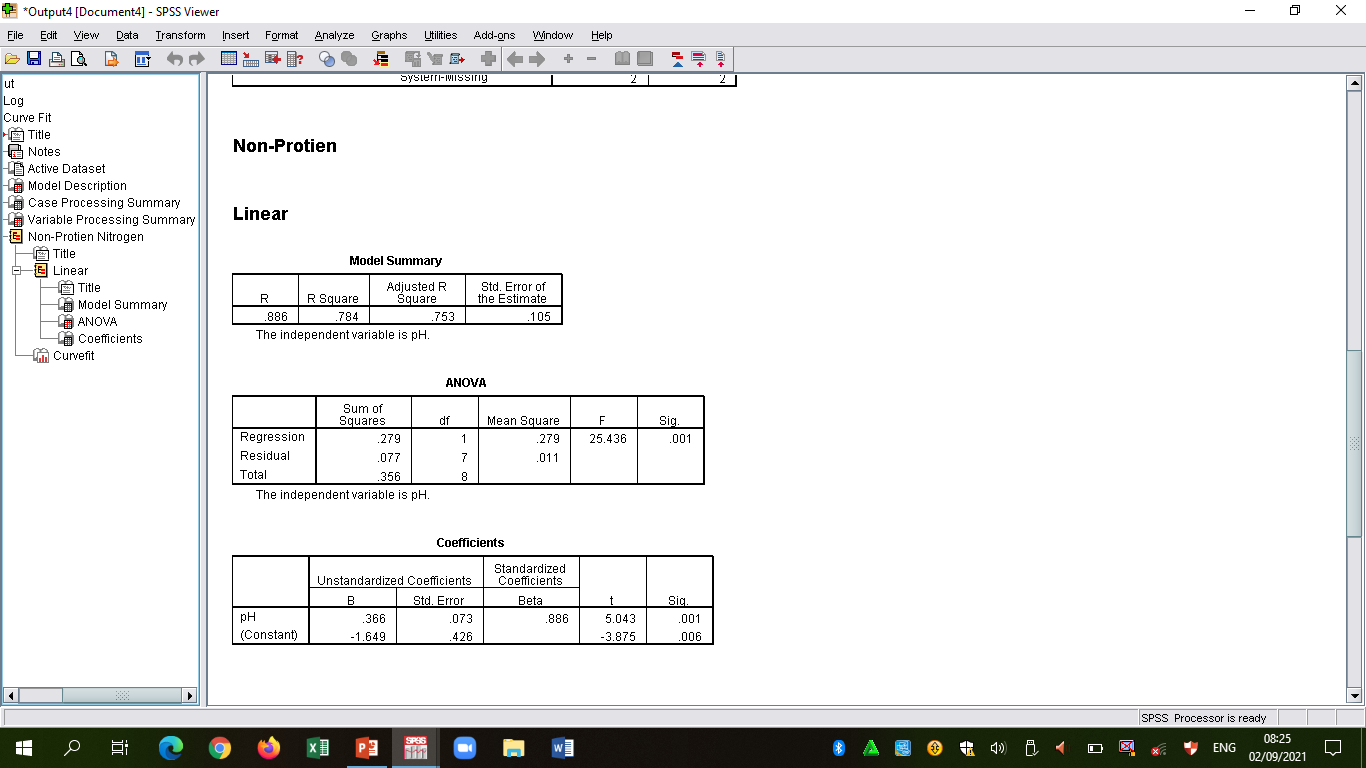 *Output4 [Document4] - SPSS Viewer
File Edit View Data Transform Insert Format Analyze Graphs Utilities Add-ons Window Help
ut
Log
Curve Fit
Title
Notes
Active Dataset
Model Description
Case Processing Summary
Variable Processing Summary
Non-Protien Nitrogen
Title
Linear
Title
Model Summary
ANOVA
Coefficients
Curvefit
System-Missing 2 2
Non-Protien
Linear
Model Summary
R R Square Adjusted R Square Std. Error of the Estimate
.886 .784 .753 .105
The independent variable is pH.
ANOVA
Sum of Squares df Mean Square F Sig.
Regression .279 1 .279 25.436 .001
Residual .077 7 .011
Total .356 8
The independent variable is pH.
Coefficients
Unstandardized Coefficients Standardized Coefficients
B Std. Error Beta t Sig.
pH .366 .073 .886 5.043 .001
(Constant) -1.649 .426 -3.875 .006
SPSS Processor is ready
SPSS
ENG
08:25
02/09/2021